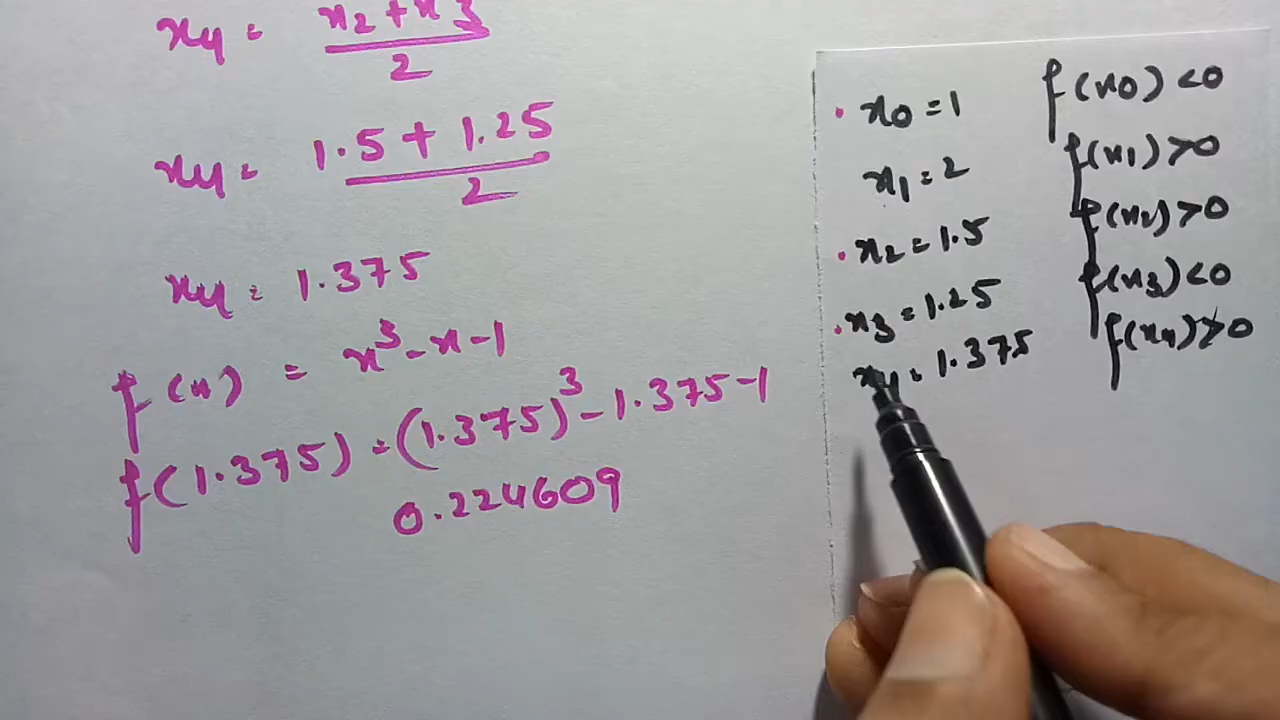 x4 = x2 + x3 / 2
x4 = 1.5 + 1.25 / 2
x4 = 1.375
f(x) = x³ - x - 1
f(1.375) = (1.375)³ - 1.375 - 1
0.224609
x0 = 1 f(x0) < 0
x1 = 2 f(x1) > 0
x2 = 1.5 f(x2) > 0
x3 = 1.25 f(x3) < 0
x4 = 1.375 f(x4) > 0